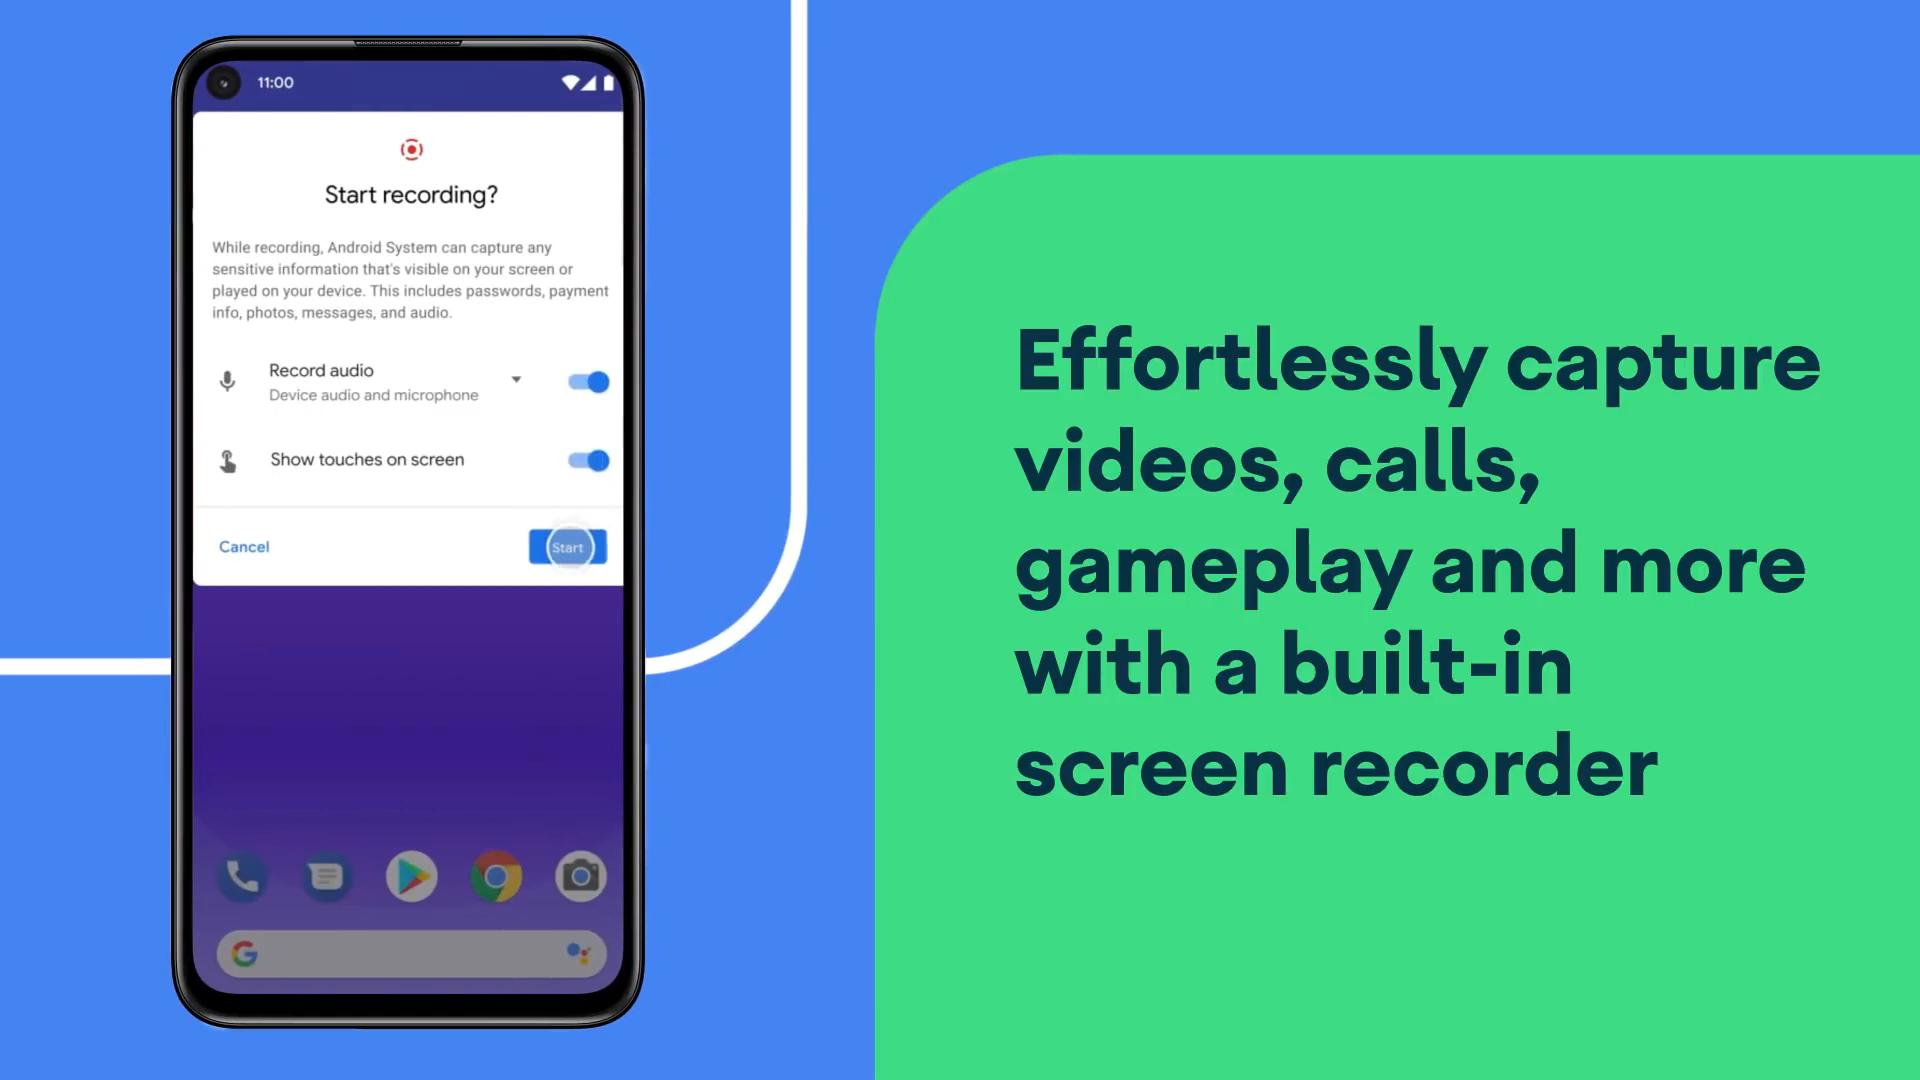 11:00
Start recording?
While recording, Android System can capture any
sensitive information that's visible on your screen or
played on your device. This includes passwords, payment
info, photos, messages, and audio.
Record audio
Device audio and microphone
Show touches on screen
Cancel
Start
Effortlessly capture
videos, calls,
gameplay and more
with a built-in
screen recorder